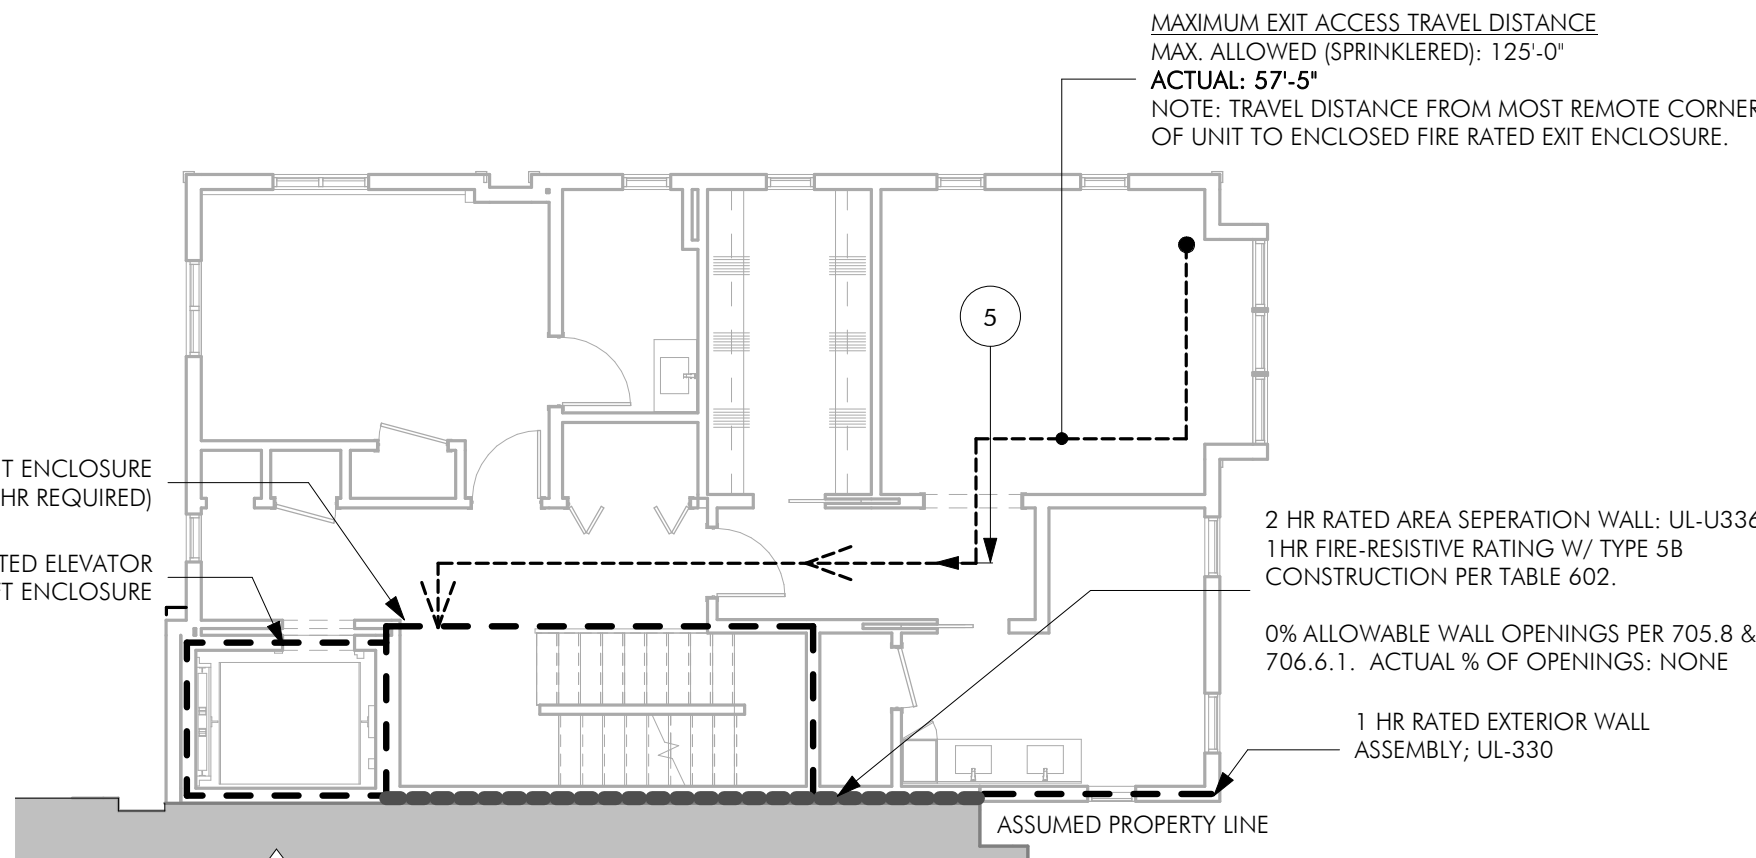 MAXIMUM EXIT ACCESS TRAVEL DISTANCE
MAX. ALLOWED (SPRINKLERED): 125'-0"
ACTUAL: 57'-5"
NOTE: TRAVEL DISTANCE FROM MOST REMOTE CORNER
OF UNIT TO ENCLOSED FIRE RATED EXIT ENCLOSURE.
5
T ENCLOSURE
HR REQUIRED)
TED ELEVATOR
FT ENCLOSURE
2 HR RATED AREA SEPERATION WALL: UL-U336
1HR FIRE-RESISTIVE RATING W/ TYPE 5B
CONSTRUCTION PER TABLE 602.
0% ALLOWABLE WALL OPENINGS PER 705.8 &
706.6.1. ACTUAL % OF OPENINGS: NONE
1 HR RATED EXTERIOR WALL
ASSEMBLY; UL-330
ASSUMED PROPERTY LINE